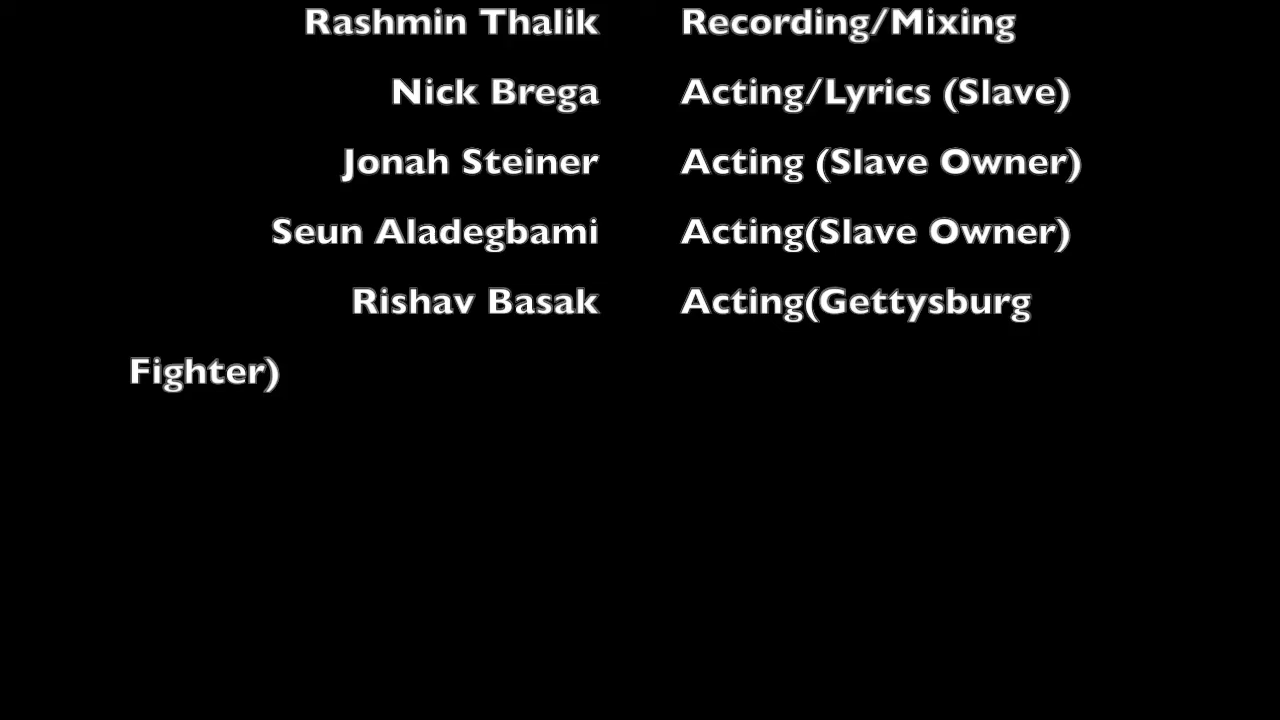 Rashmin Thalik Recording/Mixing
Nick Brega Acting/Lyrics (Slave)
Jonah Steiner Acting (Slave Owner)
Seun Aladegbami Acting(Slave Owner)
Rishav Basak Acting(Gettysburg
Fighter)